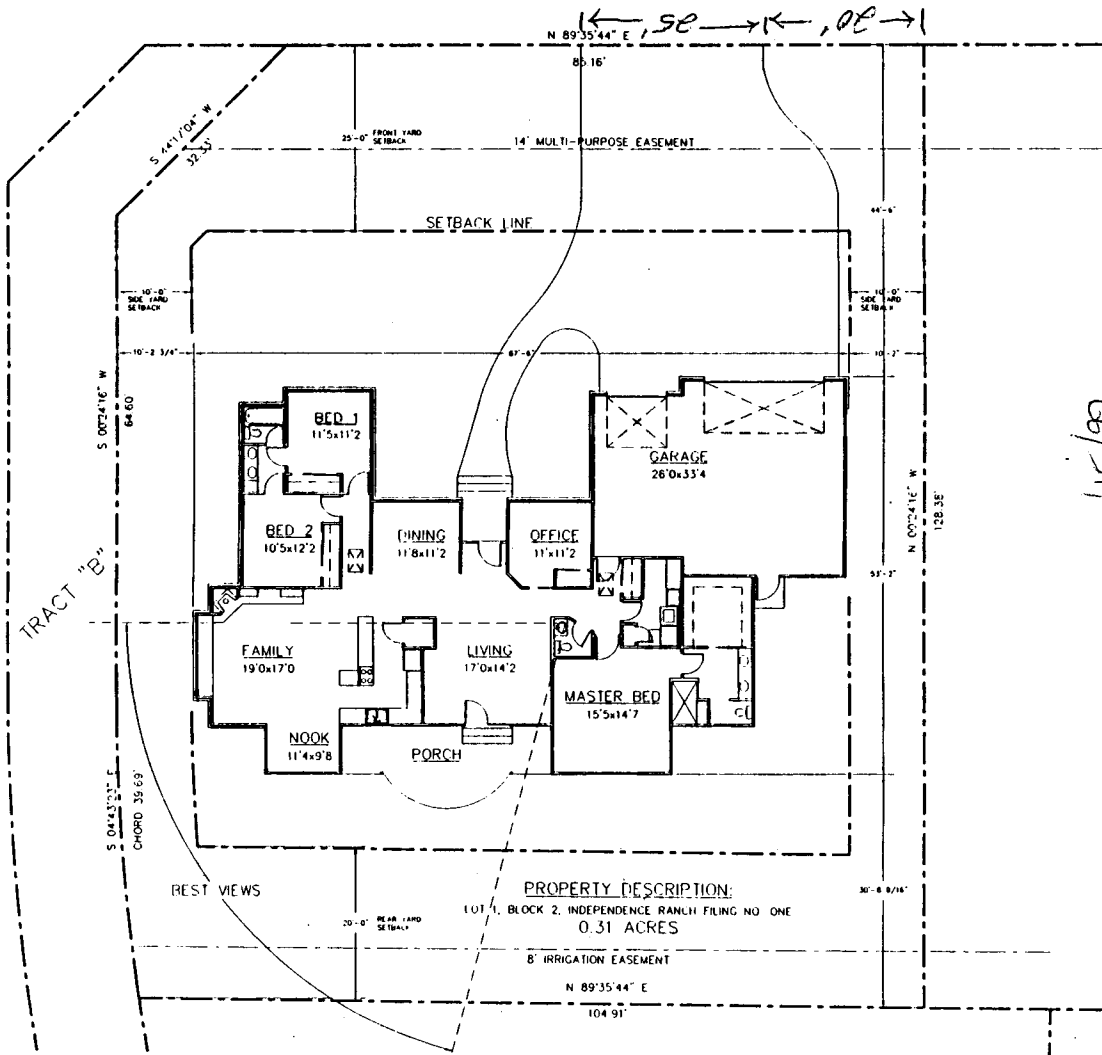 25' 20'
N 89°35'44" E
85.16'
S 44°17'04" W
32.33'
25'-0" FRONT YARD
SETBACK
14' MULTI-PURPOSE EASEMENT
44'-6"
SETBACK LINE
10'-0"
SIDE YARD
SETBACK
10'-0"
SIDE YARD
SETBACK
10'-2 3/4"
67'-6"
10'-2"
S 00°24'16" W
64.60
BED 1
11'5x11'2
GARAGE
26'0x33'4
BED 2
10'5x12'2
DINING
11'8x11'2
OFFICE
11'x11'2
N 00°24'16" W
128.38'
53'-2"
TRACT "B"
FAMILY
19'0x17'0
LIVING
17'0x14'2
MASTER BED
15'5x14'7
NOOK
11'4x9'8
PORCH
S 04°43'23" E
CHORD 39.69'
BEST VIEWS
PROPERTY DESCRIPTION:
LOT 1, BLOCK 2, INDEPENDENCE RANCH FILING NO ONE
0.31 ACRES
20'-0" REAR YARD
SETBACK
8' IRRIGATION EASEMENT
N 89°35'44" E
104.91'